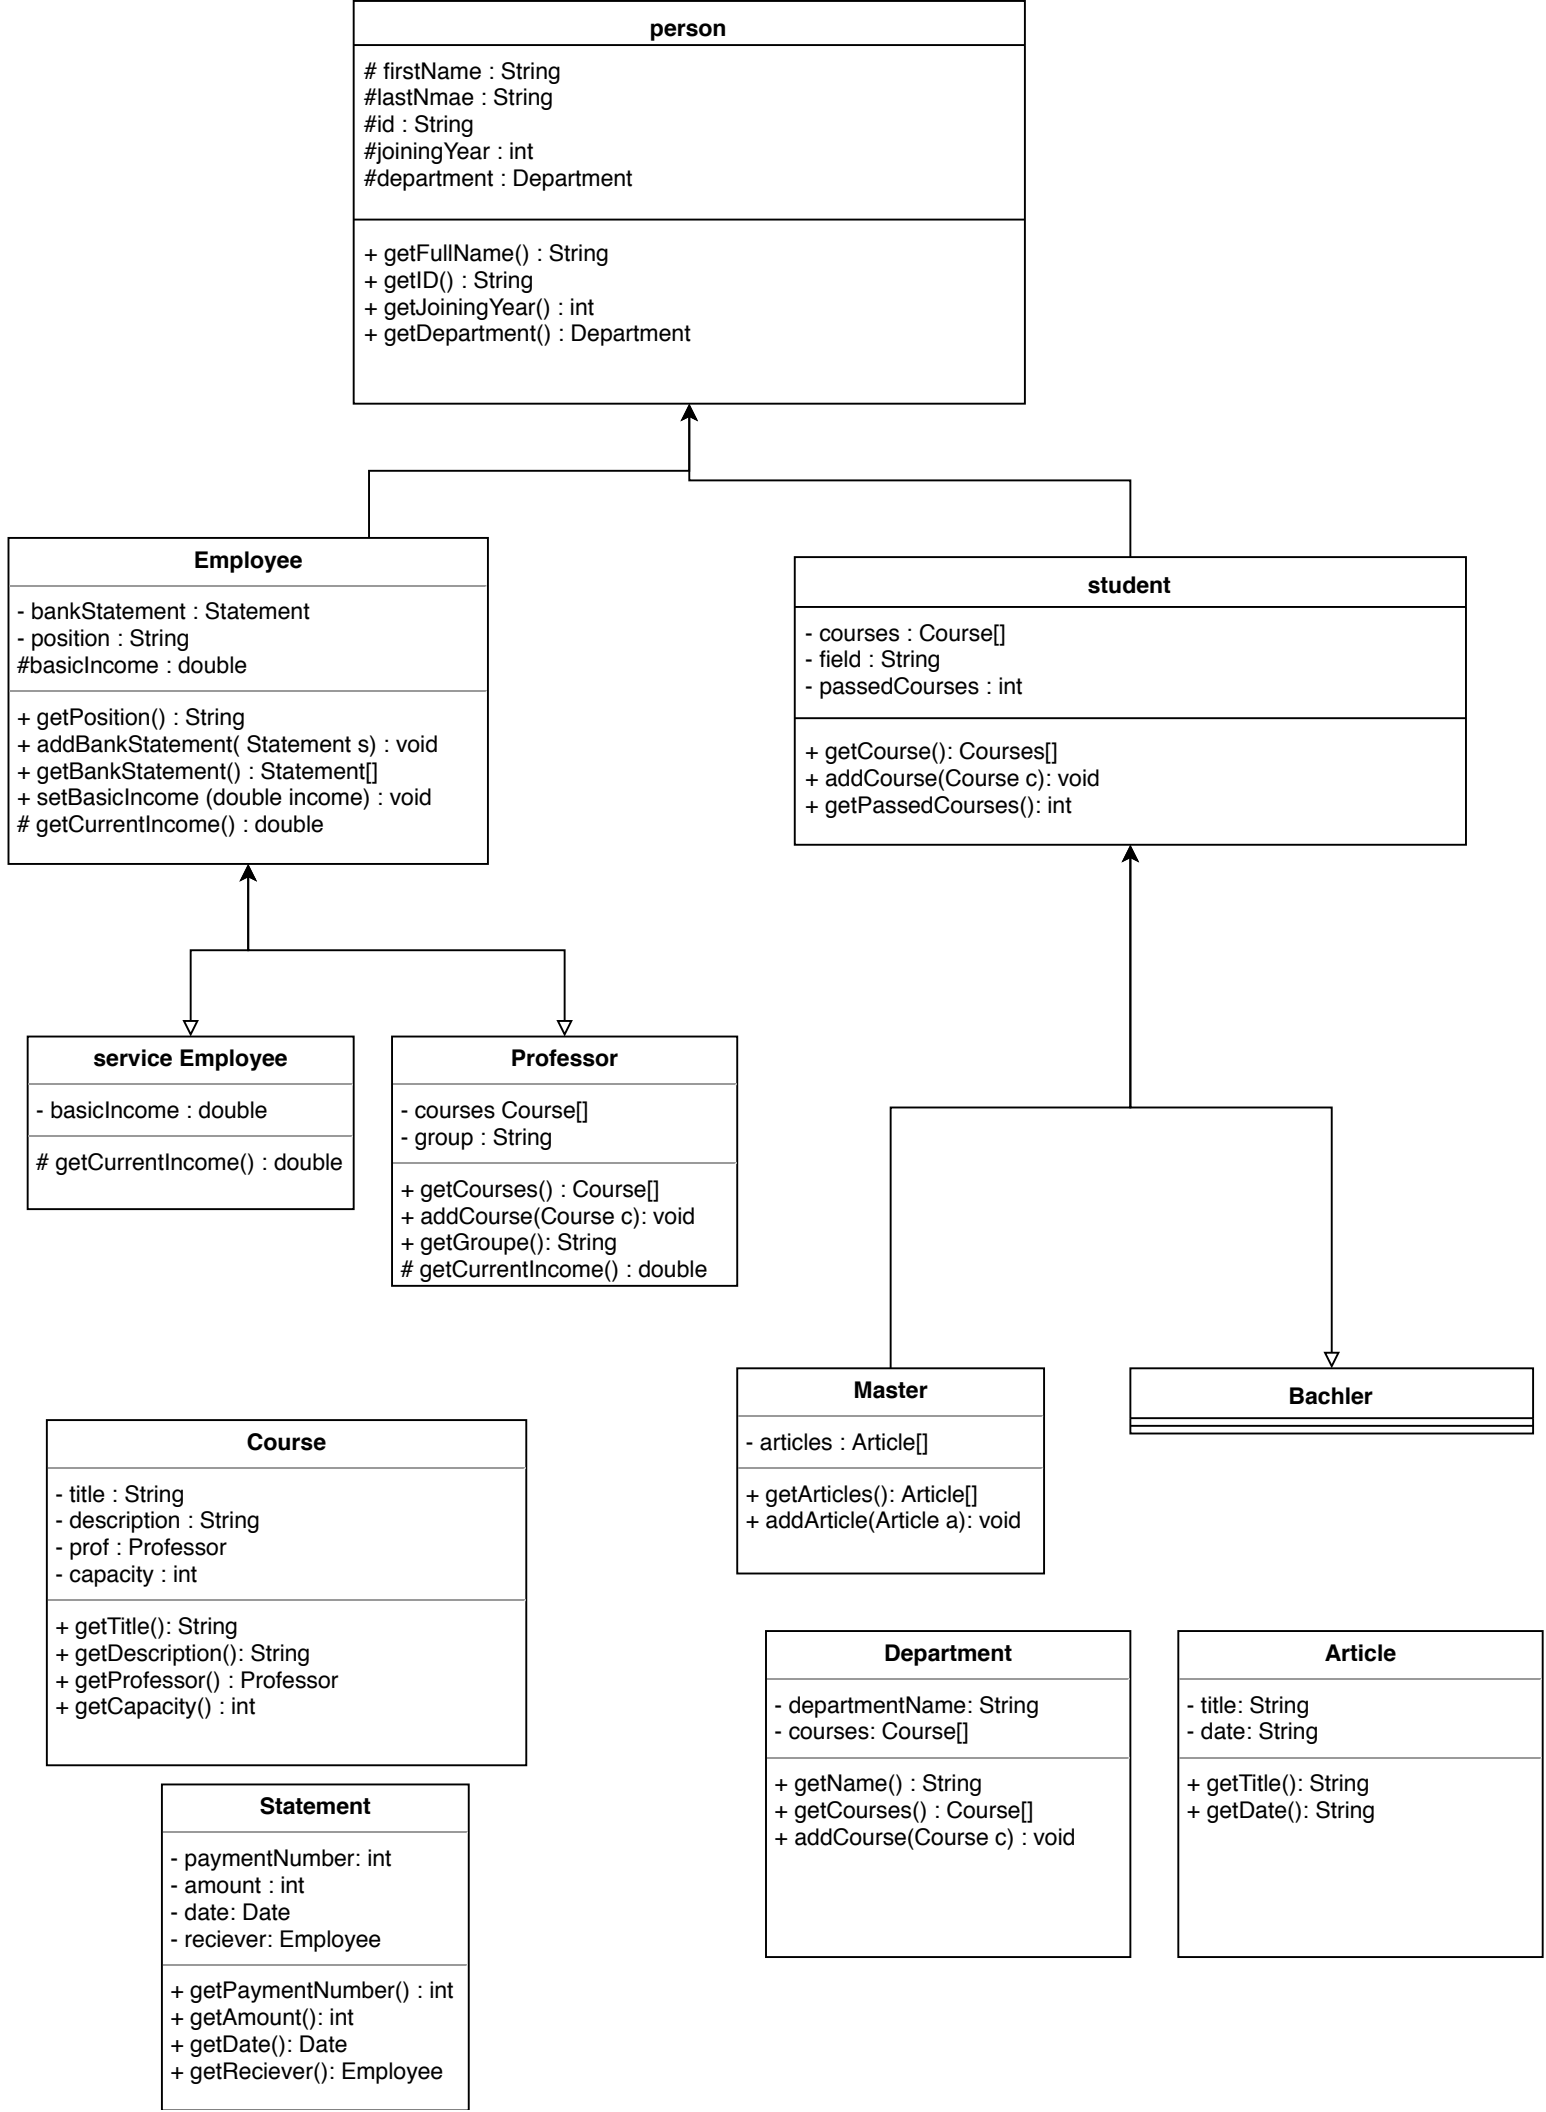 person
# firstName : String
#lastNmae : String
#id : String
#joiningYear : int
#department : Department
+ getFullName() : String
+ getID() : String
+ getJoiningYear() : int
+ getDepartment() : Department
Employee
- bankStatement : Statement
- position : String
#basicIncome : double
+ getPosition() : String
+ addBankStatement( Statement s) : void
+ getBankStatement() : Statement[]
+ setBasicIncome (double income) : void
# getCurrentIncome() : double
student
- courses : Course[]
- field : String
- passedCourses : int
+ getCourse(): Courses[]
+ addCourse(Course c): void
+ getPassedCourses(): int
service Employee
- basicIncome : double
# getCurrentIncome() : double
Professor
- courses Course[]
- group : String
+ getCourses() : Course[]
+ addCourse(Course c): void
+ getGroupe(): String
# getCurrentIncome() : double
Master
- articles : Article[]
+ getArticles(): Article[]
+ addArticle(Article a): void
Bachler
Course
- title : String
- description : String
- prof : Professor
- capacity : int
+ getTitle(): String
+ getDescription(): String
+ getProfessor() : Professor
+ getCapacity() : int
Department
- departmentName: String
- courses: Course[]
+ getName() : String
+ getCourses() : Course[]
+ addCourse(Course c) : void
Article
- title: String
- date: String
+ getTitle(): String
+ getDate(): String
Statement
- paymentNumber: int
- amount : int
- date: Date
- reciever: Employee
+ getPaymentNumber() : int
+ getAmount(): int
+ getDate(): Date
+ getReciever(): Employee